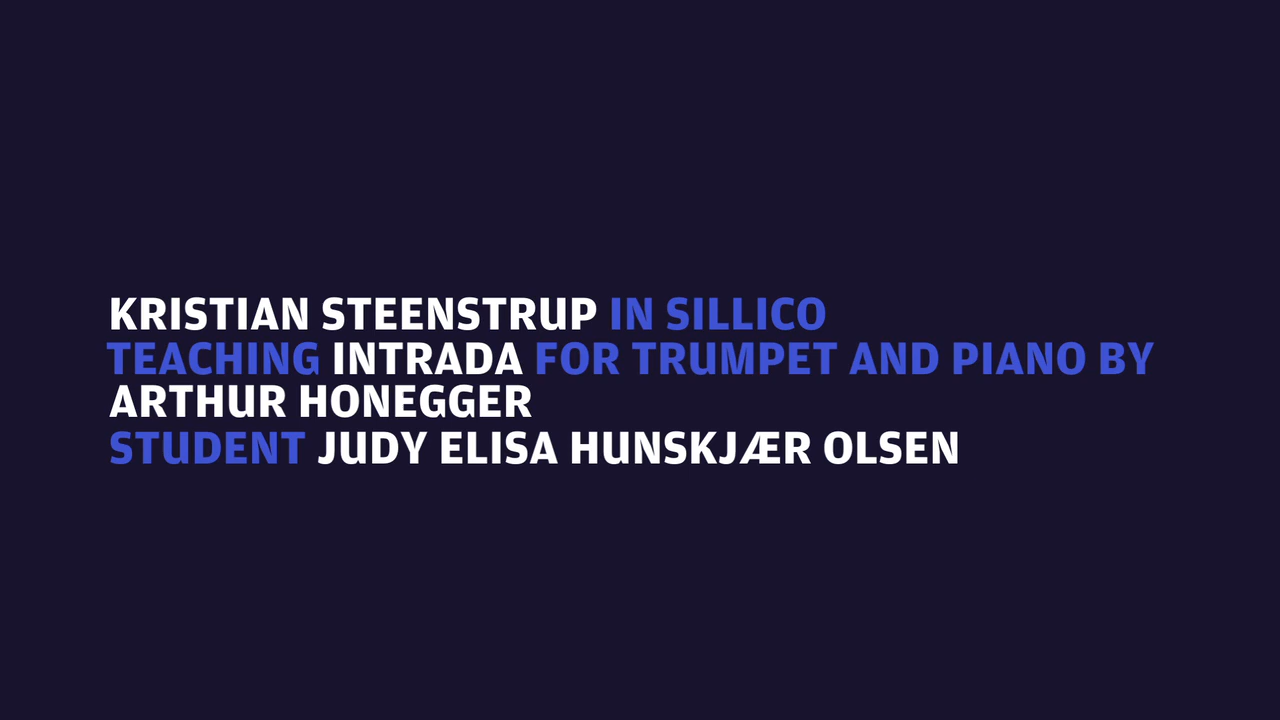 KRISTIAN STEENSTRUP IN SILLICO
TEACHING INTRADA FOR TRUMPET AND PIANO BY
ARTHUR HONEGGER
STUDENT JUDY ELISA HUNSKJÆR OLSEN